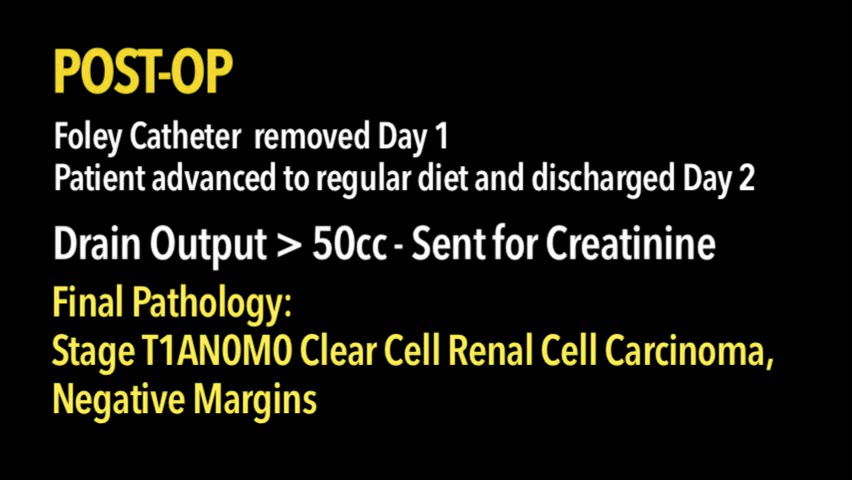 POST-OP
Foley Catheter removed Day 1
Patient advanced to regular diet and discharged Day 2
Drain Output > 50cc - Sent for Creatinine
Final Pathology:
Stage T1AN0M0 Clear Cell Renal Cell Carcinoma,
Negative Margins